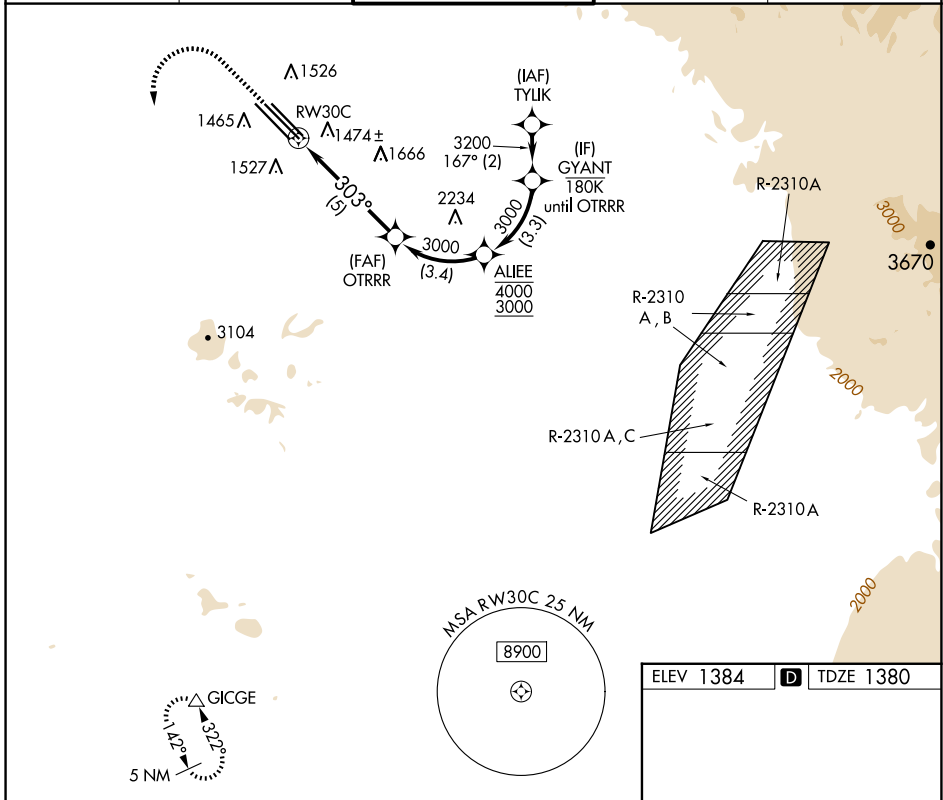 1526
(IAF)
TYLIK
RW30C
1465
1474 ±
1666
1527
3200
167° (2)
(IF)
GYANT
180K
until OTRRR
303°
(5)
2234
3000
(3.3)
3000
(3.4)
(FAF)
OTRRR
ALIEE
4000
3000
R-2310A
3000
3670
R-2310
A, B
3104
2000
R-2310 A, C
R-2310A
2000
MSA RW30C 25 NM
8900
ELEV 1384
D
TDZE 1380
GICGE
142°
322°
5 NM